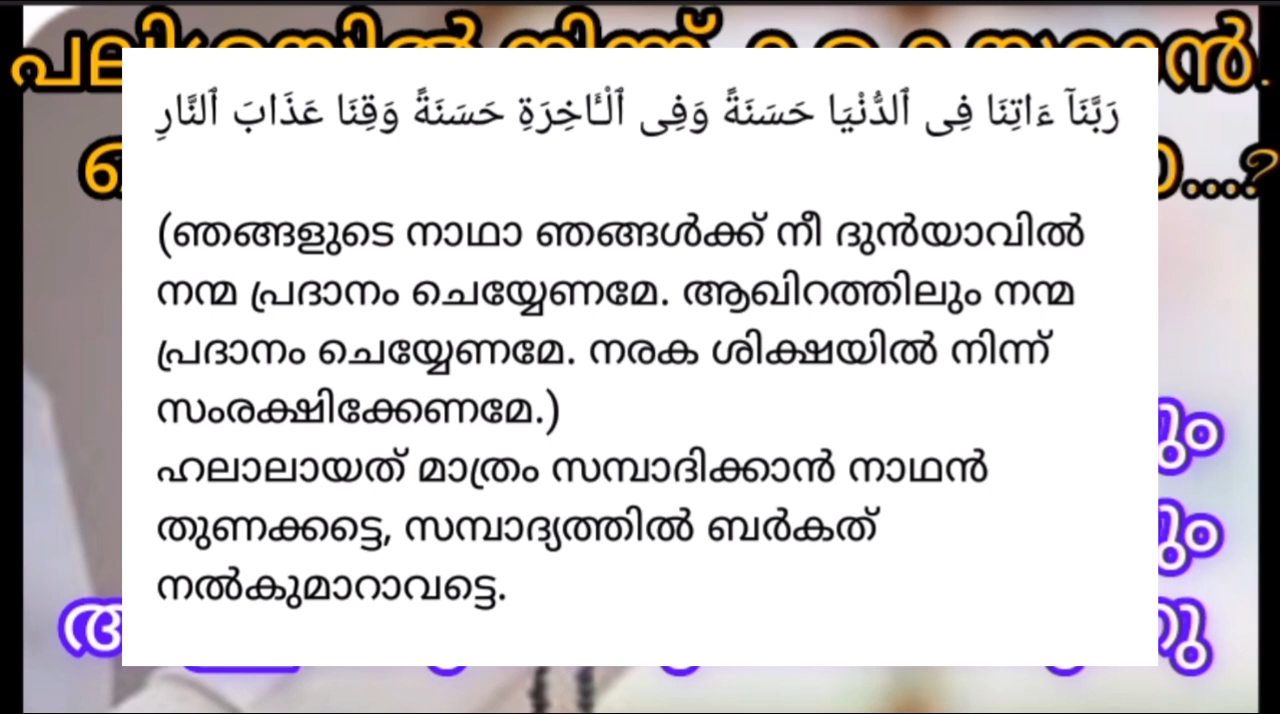 رَبَّنَآ ءَاتِنَا فِى ٱلدُّنْيَا حَسَنَةً وَفِى ٱلْـَٔاخِرَةِ حَسَنَةً وَقِنَا عَذَابَ ٱلنَّارِ
(ഞങ്ങളുടെ നാഥാ ഞങ്ങൾക്ക് നീ ദുൻയാവിൽ
നന്മ പ്രദാനം ചെയ്യേണമേ. ആഖിറത്തിലും നന്മ
പ്രദാനം ചെയ്യേണമേ. നരക ശിക്ഷയിൽ നിന്ന്
സംരക്ഷിക്കേണമേ.)
ഹലാലായത് മാത്രം സമ്പാദിക്കാൻ നാഥൻ
തുണക്കട്ടെ, സമ്പാദ്യത്തിൽ ബർകത്
നൽകുമാറാവട്ടെ.